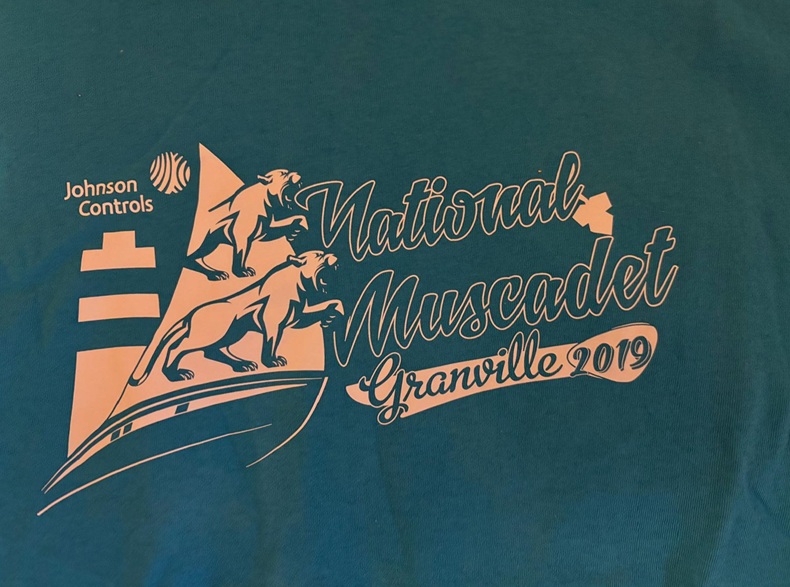 Johnson
Controls
National
Muscadet
Granville 2019